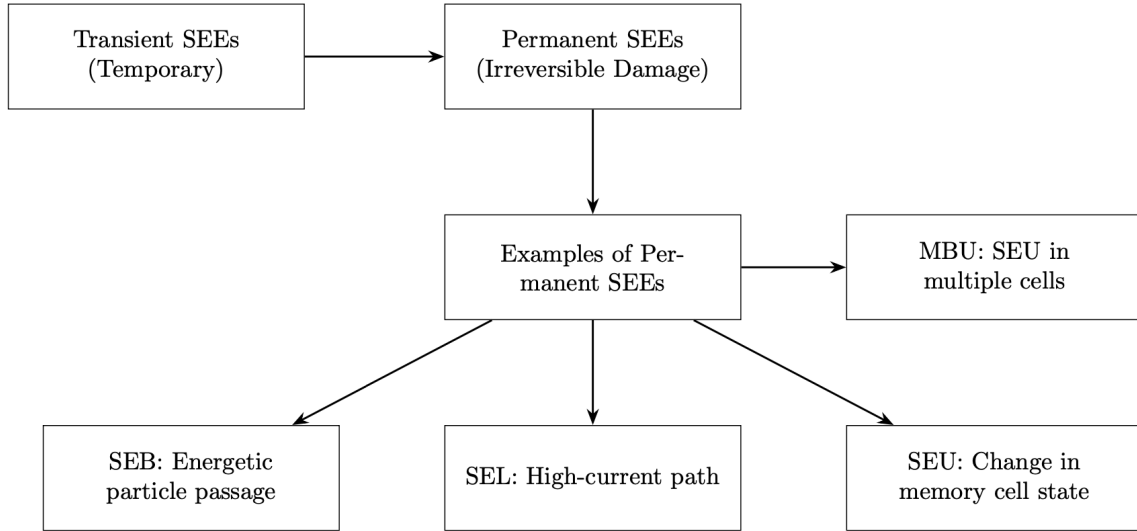 Transient SEEs
(Temporary)
Permanent SEEs
(Irreversible Damage)
Examples of Per-
manent SEEs
MBU: SEU in
multiple cells
SEB: Energetic
particle passage
SEL: High-current path
SEU: Change in
memory cell state